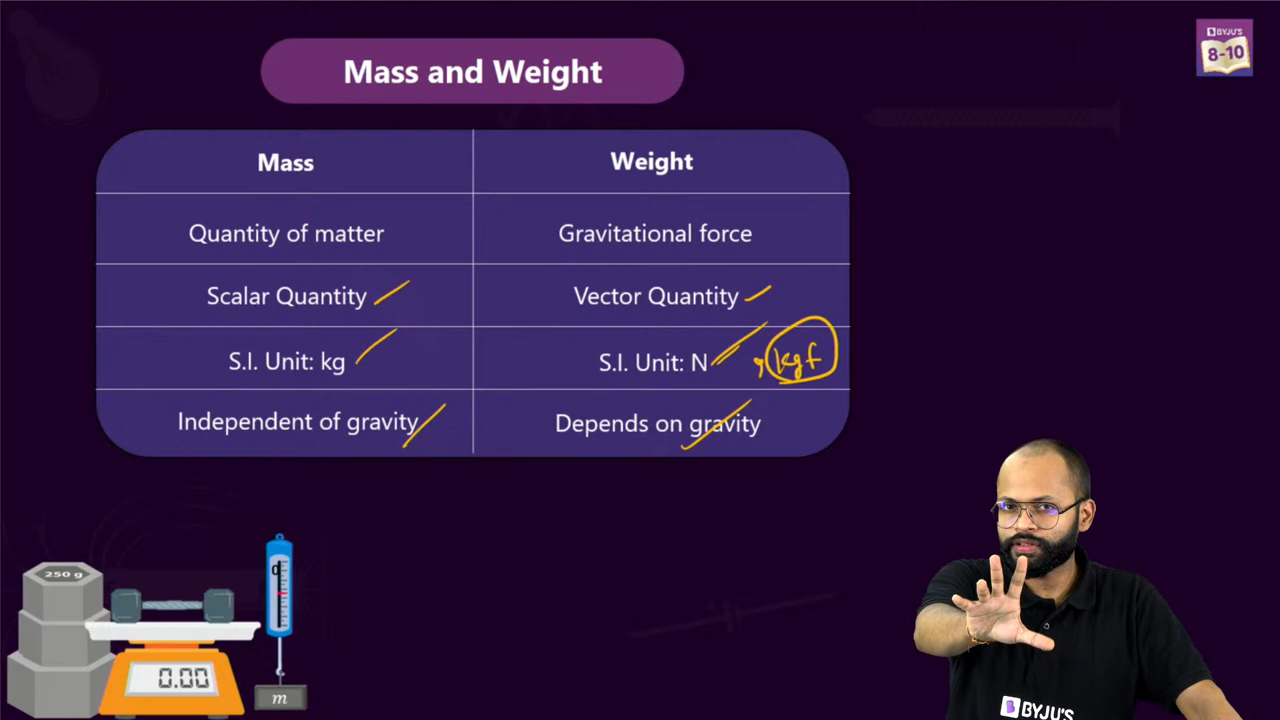 BYJU'S
8-10
Mass and Weight
Mass
Weight
Quantity of matter
Gravitational force
Scalar Quantity
Vector Quantity
S.I. Unit: kg
S.I. Unit: N , kgf
Independent of gravity
Depends on gravity
250 g
0
0.00
m
BYJU'S